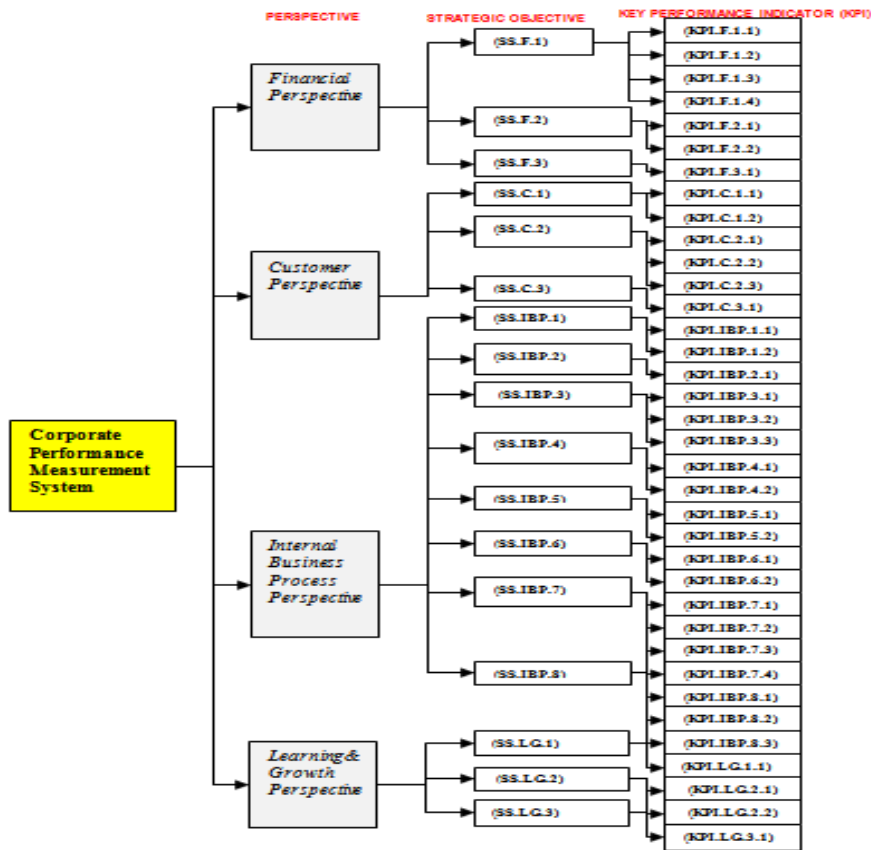 PERSPECTIVE
STRATEGIC OBJECTIVE
KEY PERFORMANCE INDICATOR (KPI)
Corporate
Performance
Measurement
System
Financial
Perspective
Customer
Perspective
Internal
Business
Process
Perspective
Learning&
Growth
Perspective
(SS.F.1)
(SS.F.2)
(SS.F.3)
(SS.C.1)
(SS.C.2)
(SS.C.3)
(SS.IBP.1)
(SS.IBP.2)
(SS.IBP.3)
(SS.IBP.4)
(SS.IBP.5)
(SS.IBP.6)
(SS.IBP.7)
(SS.IBP.8)
(SS.LG.1)
(SS.LG.2)
(SS.LG.3)
(KPI.F.1.1)
(KPI.F.1.2)
(KPI.F.1.3)
(KPI.F.1.4)
(KPI.F.2.1)
(KPI.F.2.2)
(KPI.F.3.1)
(KPI.C.1.1)
(KPI.C.1.2)
(KPI.C.2.1)
(KPI.C.2.2)
(KPI.C.2.3)
(KPI.C.3.1)
(KPI.IBP.1.1)
(KPI.IBP.1.2)
(KPI.IBP.2.1)
(KPI.IBP.3.1)
(KPI.IBP.3.2)
(KPI.IBP.3.3)
(KPI.IBP.4.1)
(KPI.IBP.4.2)
(KPI.IBP.5.1)
(KPI.IBP.5.2)
(KPI.IBP.6.1)
(KPI.IBP.6.2)
(KPI.IBP.7.1)
(KPI.IBP.7.2)
(KPI.IBP.7.3)
(KPI.IBP.7.4)
(KPI.IBP.8.1)
(KPI.IBP.8.2)
(KPI.IBP.8.3)
(KPI.LG.1.1)
(KPI.LG.2.1)
(KPI.LG.2.2)
(KPI.LG.3.1)